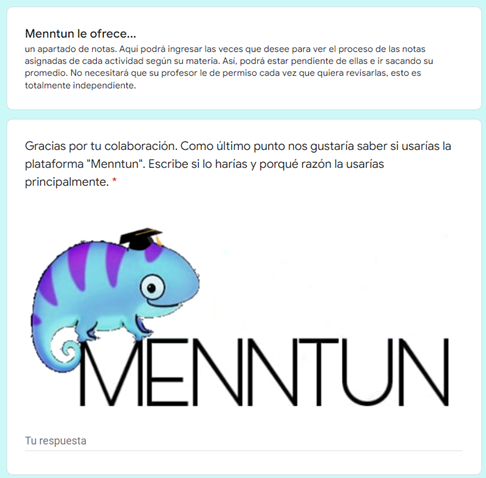 Menntun le ofrece...
un apartado de notas. Aqui podrá ingresar las veces que desee para ver el proceso de las notas
asignadas de cada actividad según su materia. Así, podrá estar pendiente de ellas e ir sacando su
promedio. No necesitará que su profesor le de permiso cada vez que quiera revisarlas, esto es
totalmente independiente.
Gracias por tu colaboración. Como último punto nos gustaría saber si usarías la
plataforma "Menntun". Escribe si lo harías y porqué razón la usarías
principalmente. *
MENNTUN
Tu respuesta